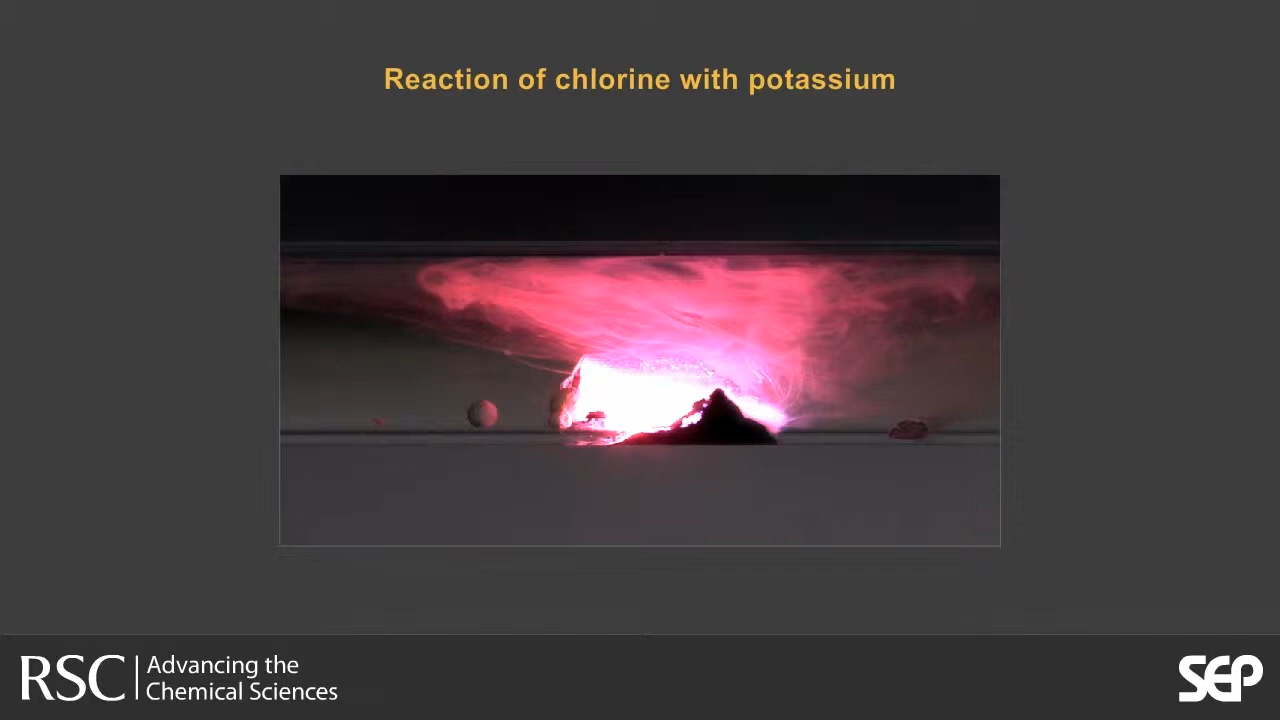 Reaction of chlorine with potassium
RSC
Advancing the
Chemical Sciences
SEP